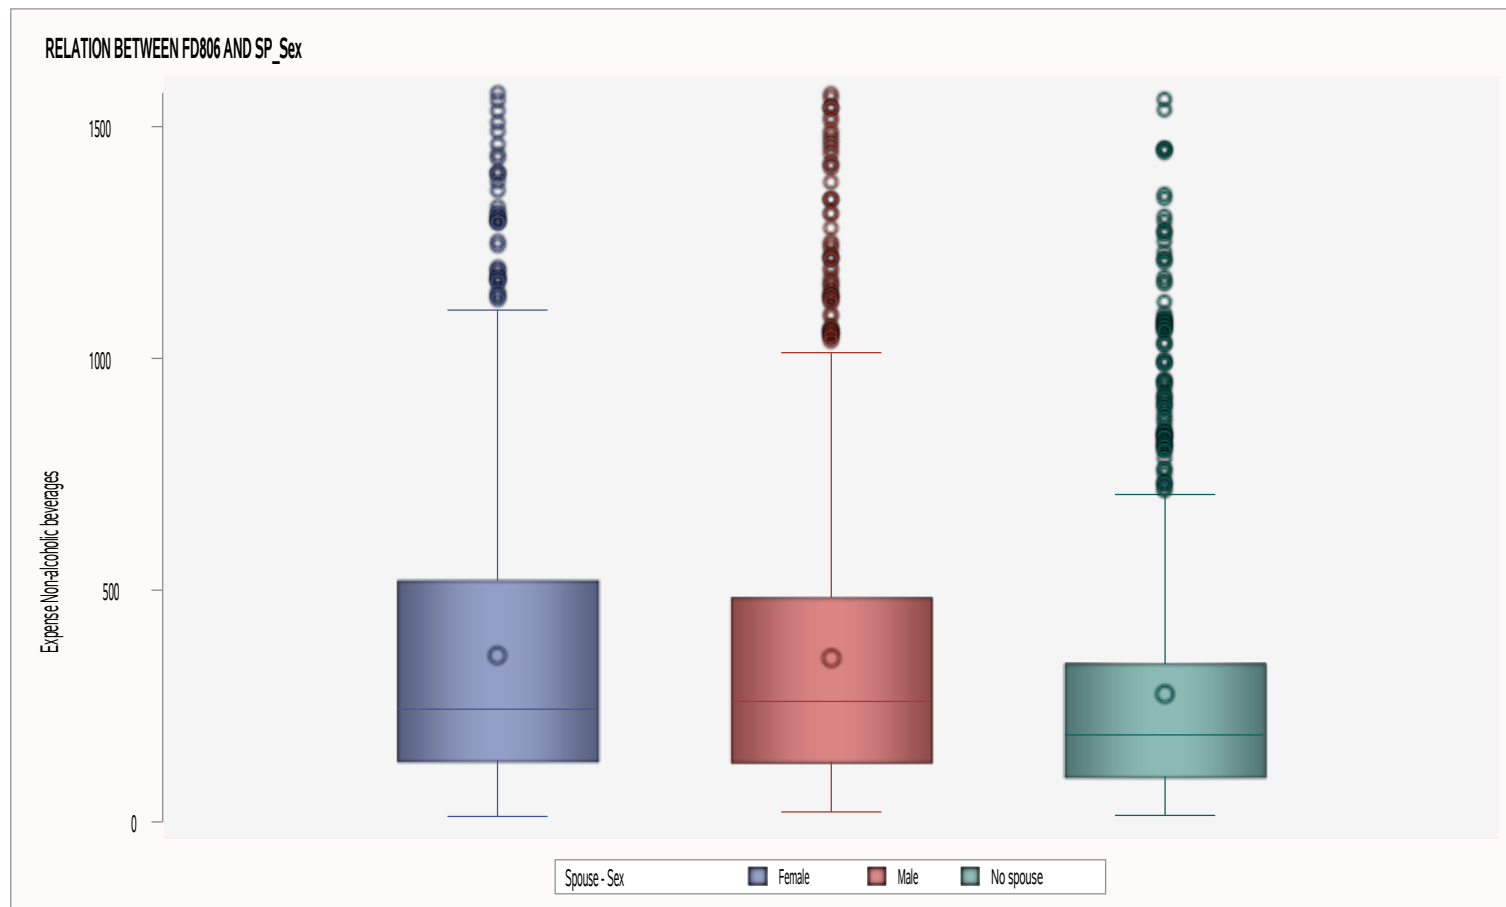 RELATION BETWEEN FD806 AND SP_Sex
1500
1000
500
0
Expense Non-alcoholic beverages
Spouse - Sex
Female
Male
No spouse